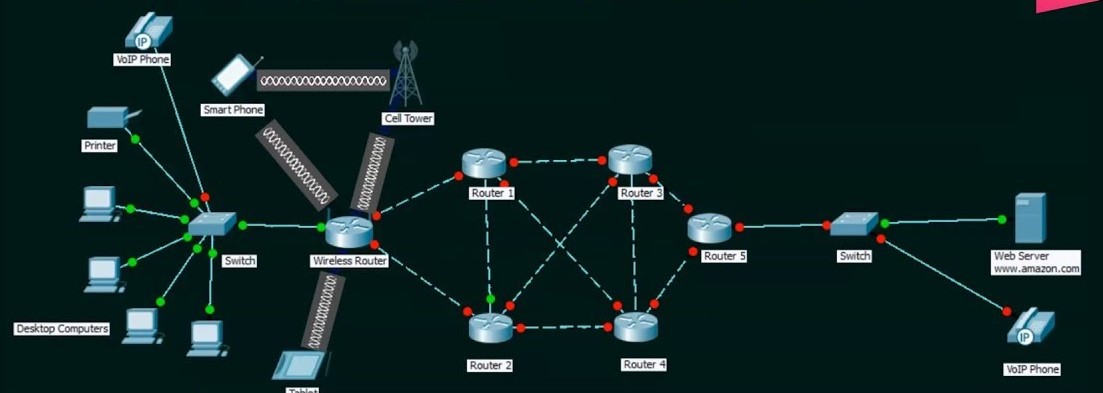 IP
VoIP Phone
Smart Phone
Cell Tower
Printer
Router 1
Router 3
Switch
Wireless Router
Router 5
Switch
Web Server
www.amazon.com
Desktop Computers
Router 2
Router 4
IP
VoIP Phone
Tablet